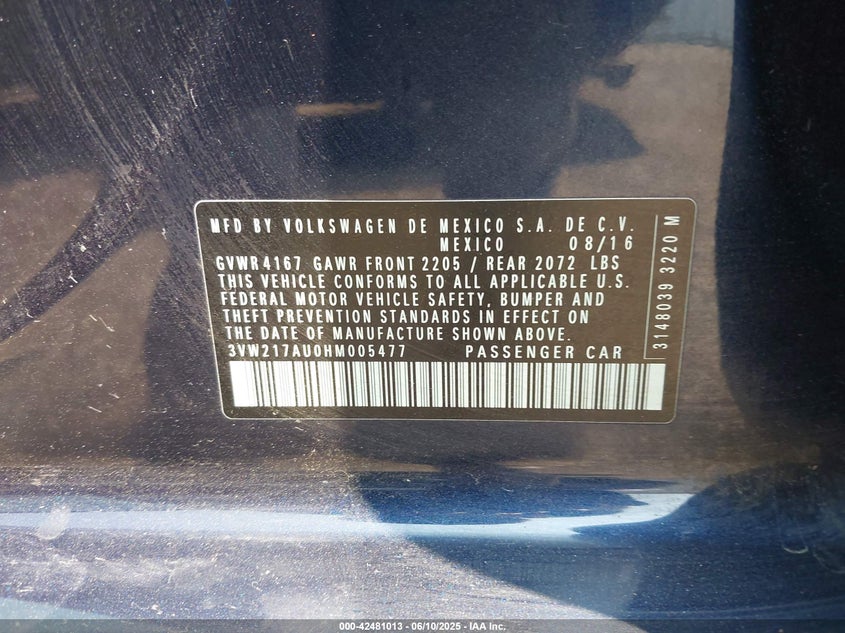 MFD BY VOLKSWAGEN DE MEXICO S.A. DE C.V.
MEXICO 08/16
GVWR 4167 GAWR FRONT 2205 / REAR 2072 LBS
THIS VEHICLE CONFORMS TO ALL APPLICABLE U.S.
FEDERAL MOTOR VEHICLE SAFETY, BUMPER AND
THEFT PREVENTION STANDARDS IN EFFECT ON
THE DATE OF MANUFACTURE SHOWN ABOVE.
3VW217AU0HM005477 PASSENGER CAR
3148039 3220 M
000-42481013 - 06/10/2025 - IAA Inc.